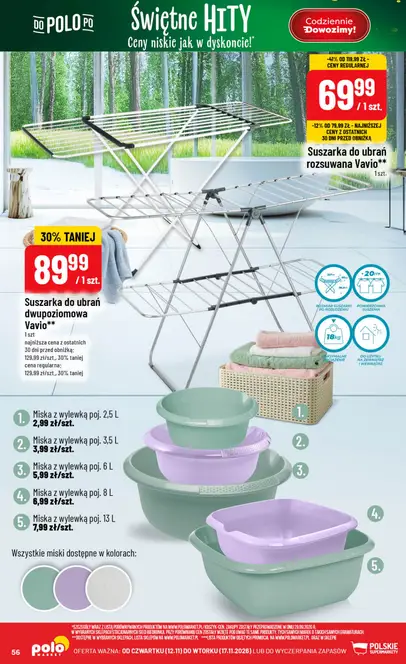 DO POLO PO
Świętne HITY
Ceny niskie jak w dyskoncie!
Codziennie
Dowozimy!
-41% OD 119,99 ZŁ -
CENY REGULARNEJ
69 99
/ 1 szt.
-12% OD 79,99 ZŁ - NAJNIŻSZEJ
CENY Z OSTATNICH
30 DNI PRZED OBNIŻKĄ
Suszarka do ubrań
rozsuwana Vavio**
1 szt.
30% TANIEJ
89 99
/ 1 szt.
Suszarka do ubrań
dwupoziomowa
Vavio**
1 szt
najniższa cena z ostatnich
30 dni przed obniżką:
129,99 zł/szt., 30% taniej
cena regularna:
129,99 zł/szt., 30% taniej
20m
18kg
1. Miska z wylewką poj. 2,5 L
2,99 zł/szt.
2. Miska z wylewką poj. 3,5 L
3,99 zł/szt.
3. Miska z wylewką poj. 6 L
5,99 zł/szt.
4. Miska z wylewką poj. 8 L
6,99 zł/szt.
5. Miska z wylewką poj. 13 L
7,99 zł/szt.
1.
2.
3.
4.
5.
Wszystkie miski dostępne w kolorach:
56
polo
MARKET
OFERTA WAŻNA: OD CZWARTKU (12.11) DO WTORKU (17.11.2026) LUB DO WYCZERPANIA ZAPASÓW
POLSKIE
SUPERMARKETY